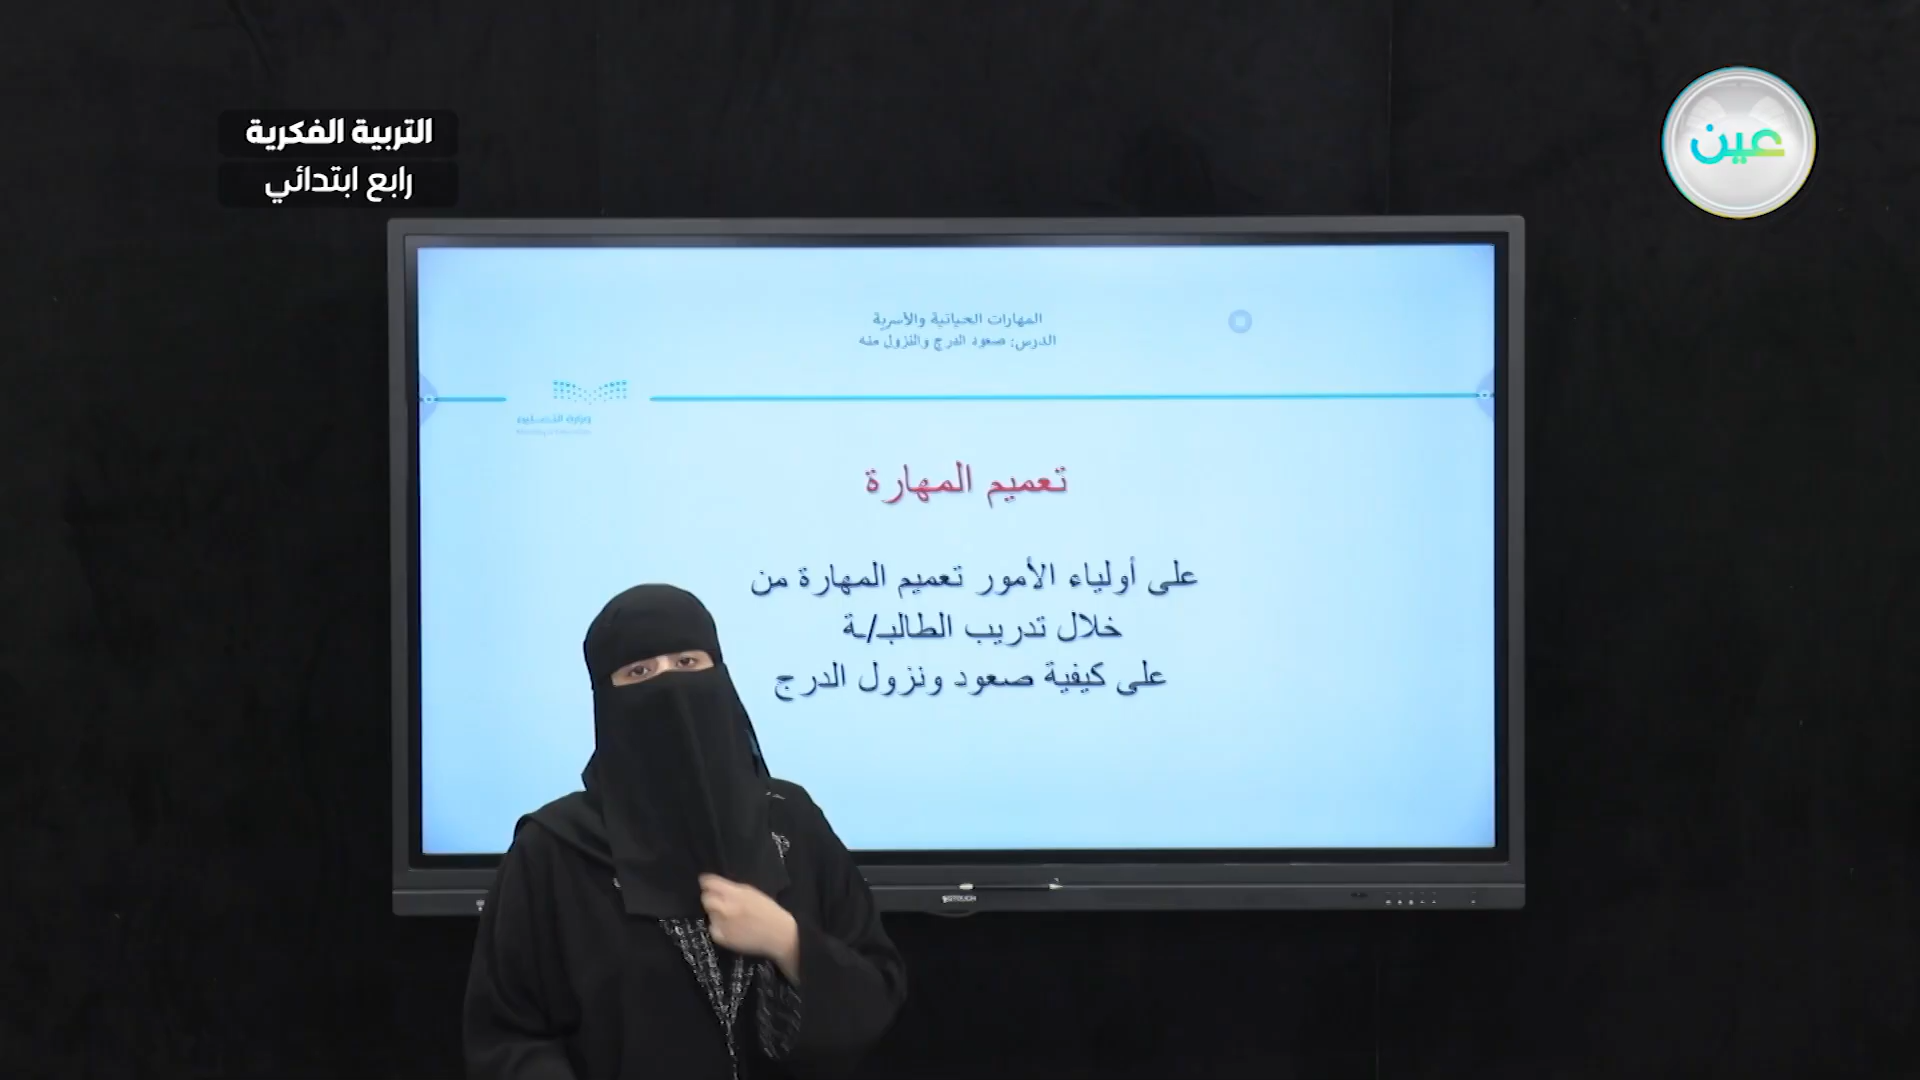 التربية الفكرية
رابع ابتدائي
عين
المهارات الحياتية والأسرية
الدرس: صعود الدرج والنزول منه
وزارة التعليم
تعميم المهارة
على أولياء الأمور تعميم المهارة من
خلال تدريب الطالبـ/ـة
على كيفية صعود ونزول الدرج